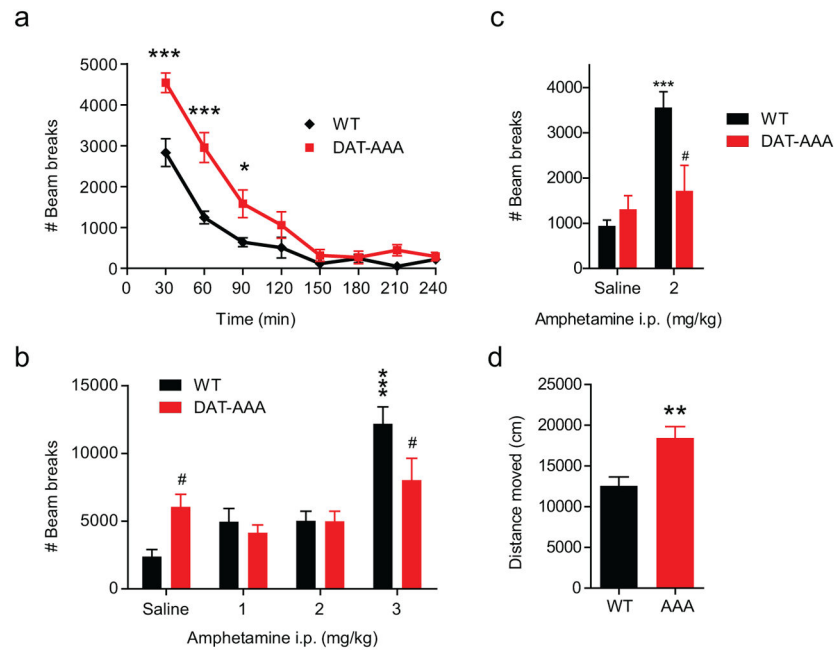 a
***
***
*
5000
4000
3000
2000
1000
0
# Beam breaks
WT
DAT-AAA
0 30 60 90 120 150 180 210 240
Time (min)
c
***
#
4000
3000
2000
1000
0
# Beam breaks
WT
DAT-AAA
Saline 2
Amphetamine i.p. (mg/kg)
b
15000
10000
5000
0
# Beam breaks
WT
DAT-AAA
#
***
#
Saline 1 2 3
Amphetamine i.p. (mg/kg)
d
25000
20000
15000
10000
5000
0
Distance moved (cm)
**
WT AAA